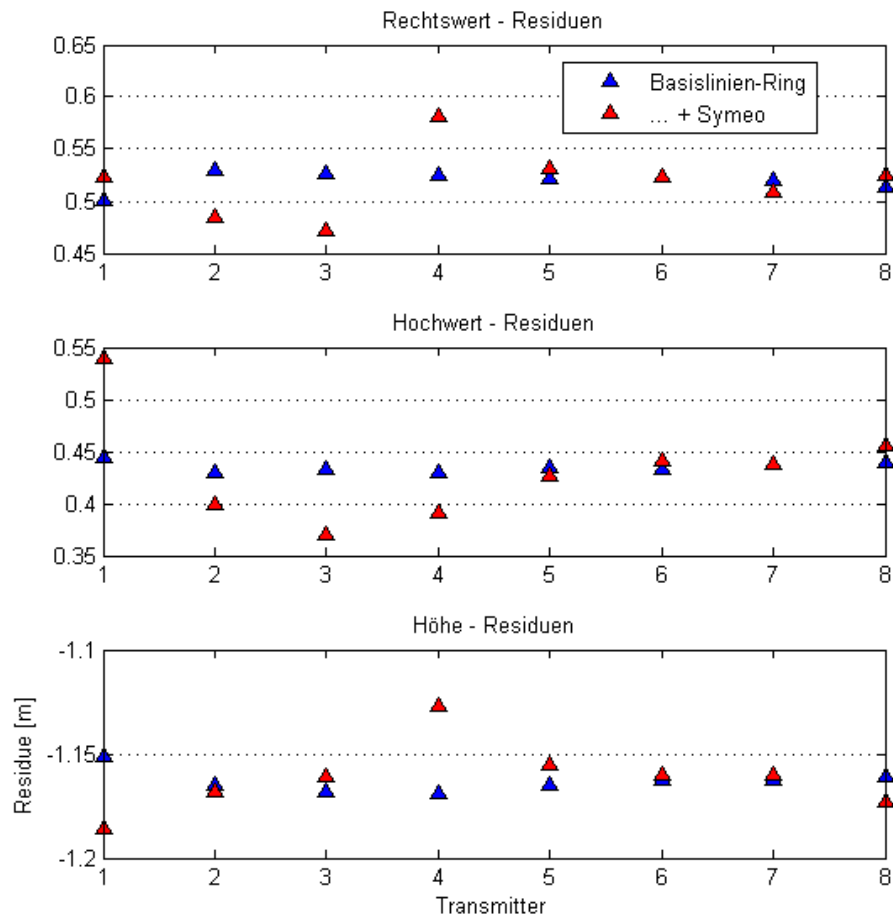 Rechtswert - Residuen
0.65
0.6
0.55
0.5
0.45
Basislinien-Ring
... + Symeo
1 2 3 4 5 6 7 8
Hochwert - Residuen
0.55
0.5
0.45
0.4
0.35
1 2 3 4 5 6 7 8
Höhe - Residuen
-1.1
-1.15
-1.2
Residue [m]
1 2 3 4 5 6 7 8
Transmitter